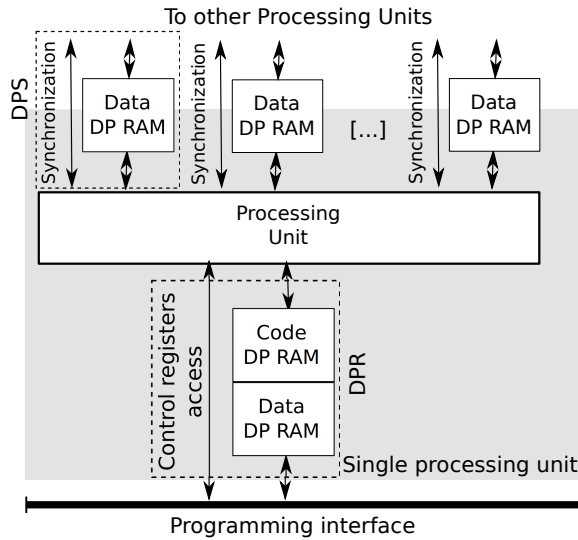 To other Processing Units
DPS
Synchronization
Data
DP RAM
Synchronization
Data
DP RAM
[...]
Synchronization
Data
DP RAM
Processing
Unit
Control registers
access
Code
DP RAM
Data
DP RAM
DPR
Single processing unit
Programming interface